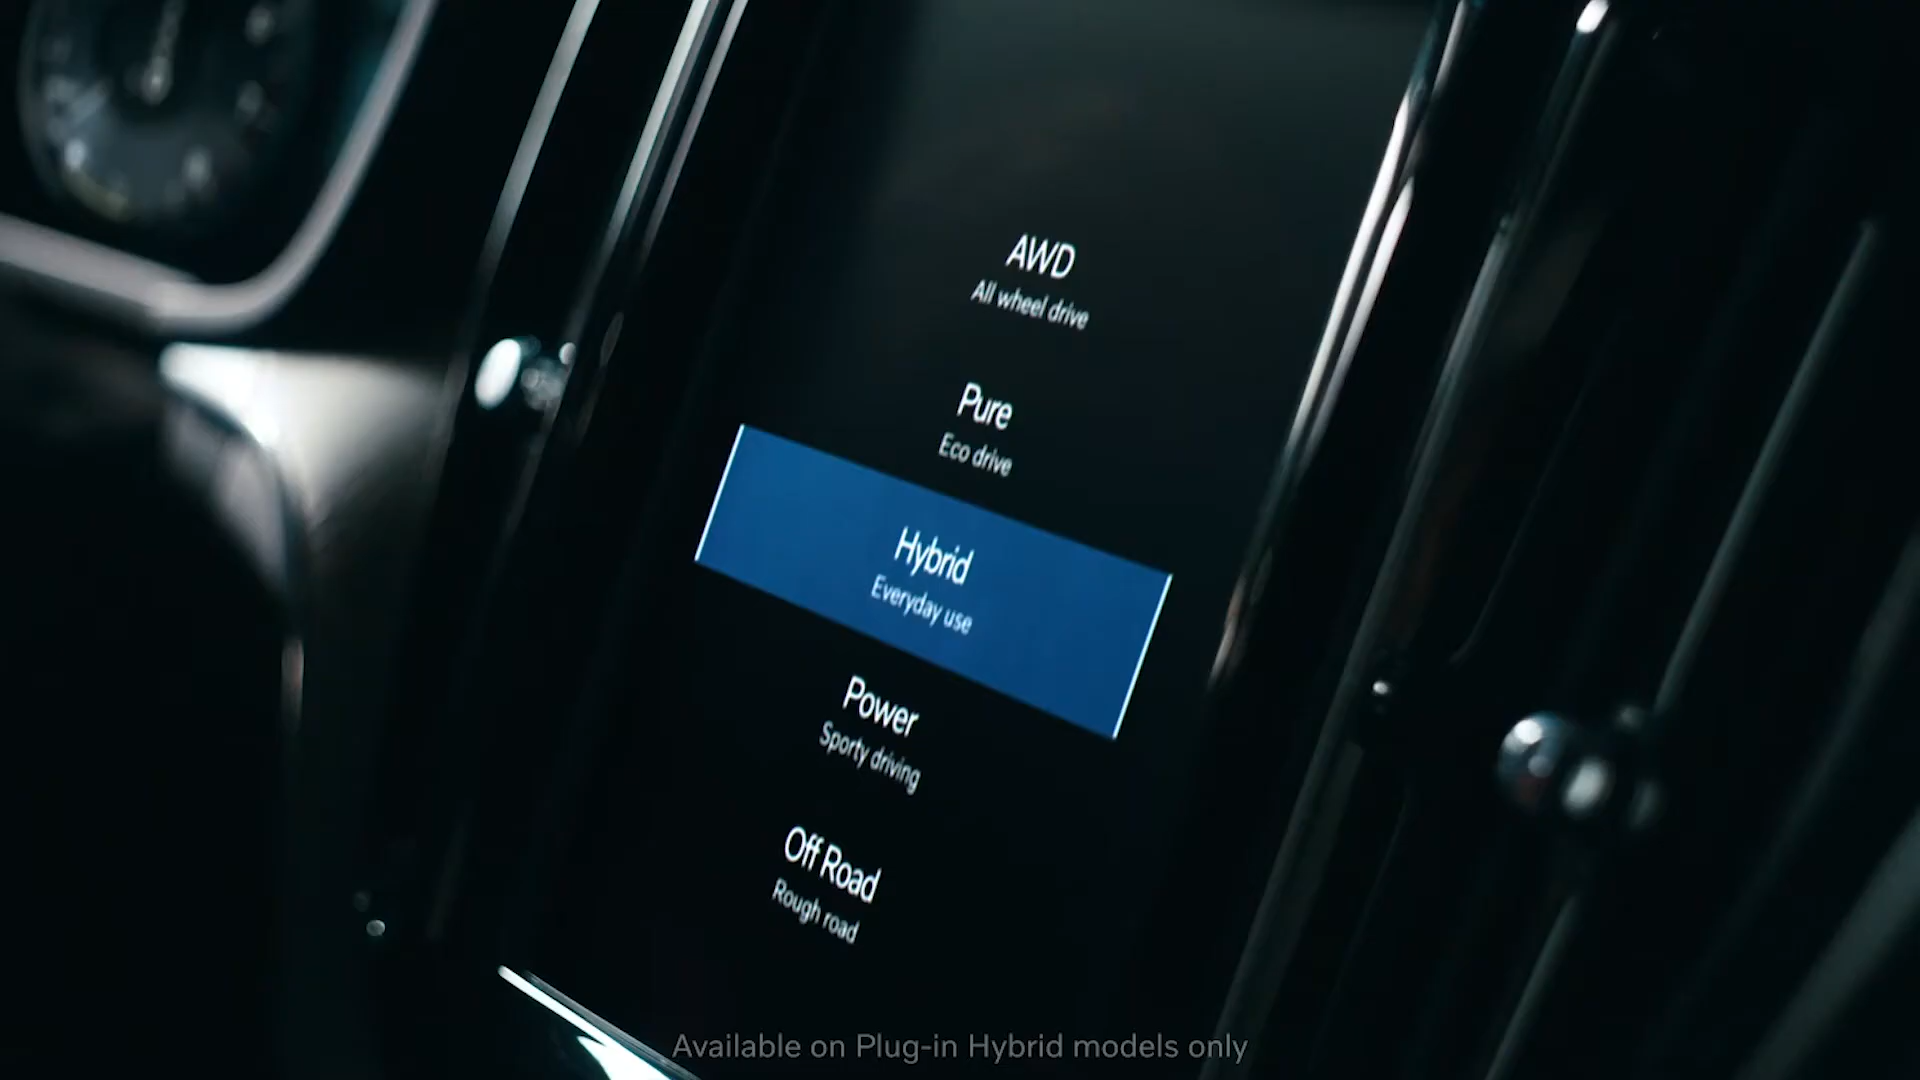 AWD
All wheel drive
Pure
Eco drive
Hybrid
Everyday use
Power
Sporty driving
Off Road
Rough road
Available on Plug-in Hybrid models only